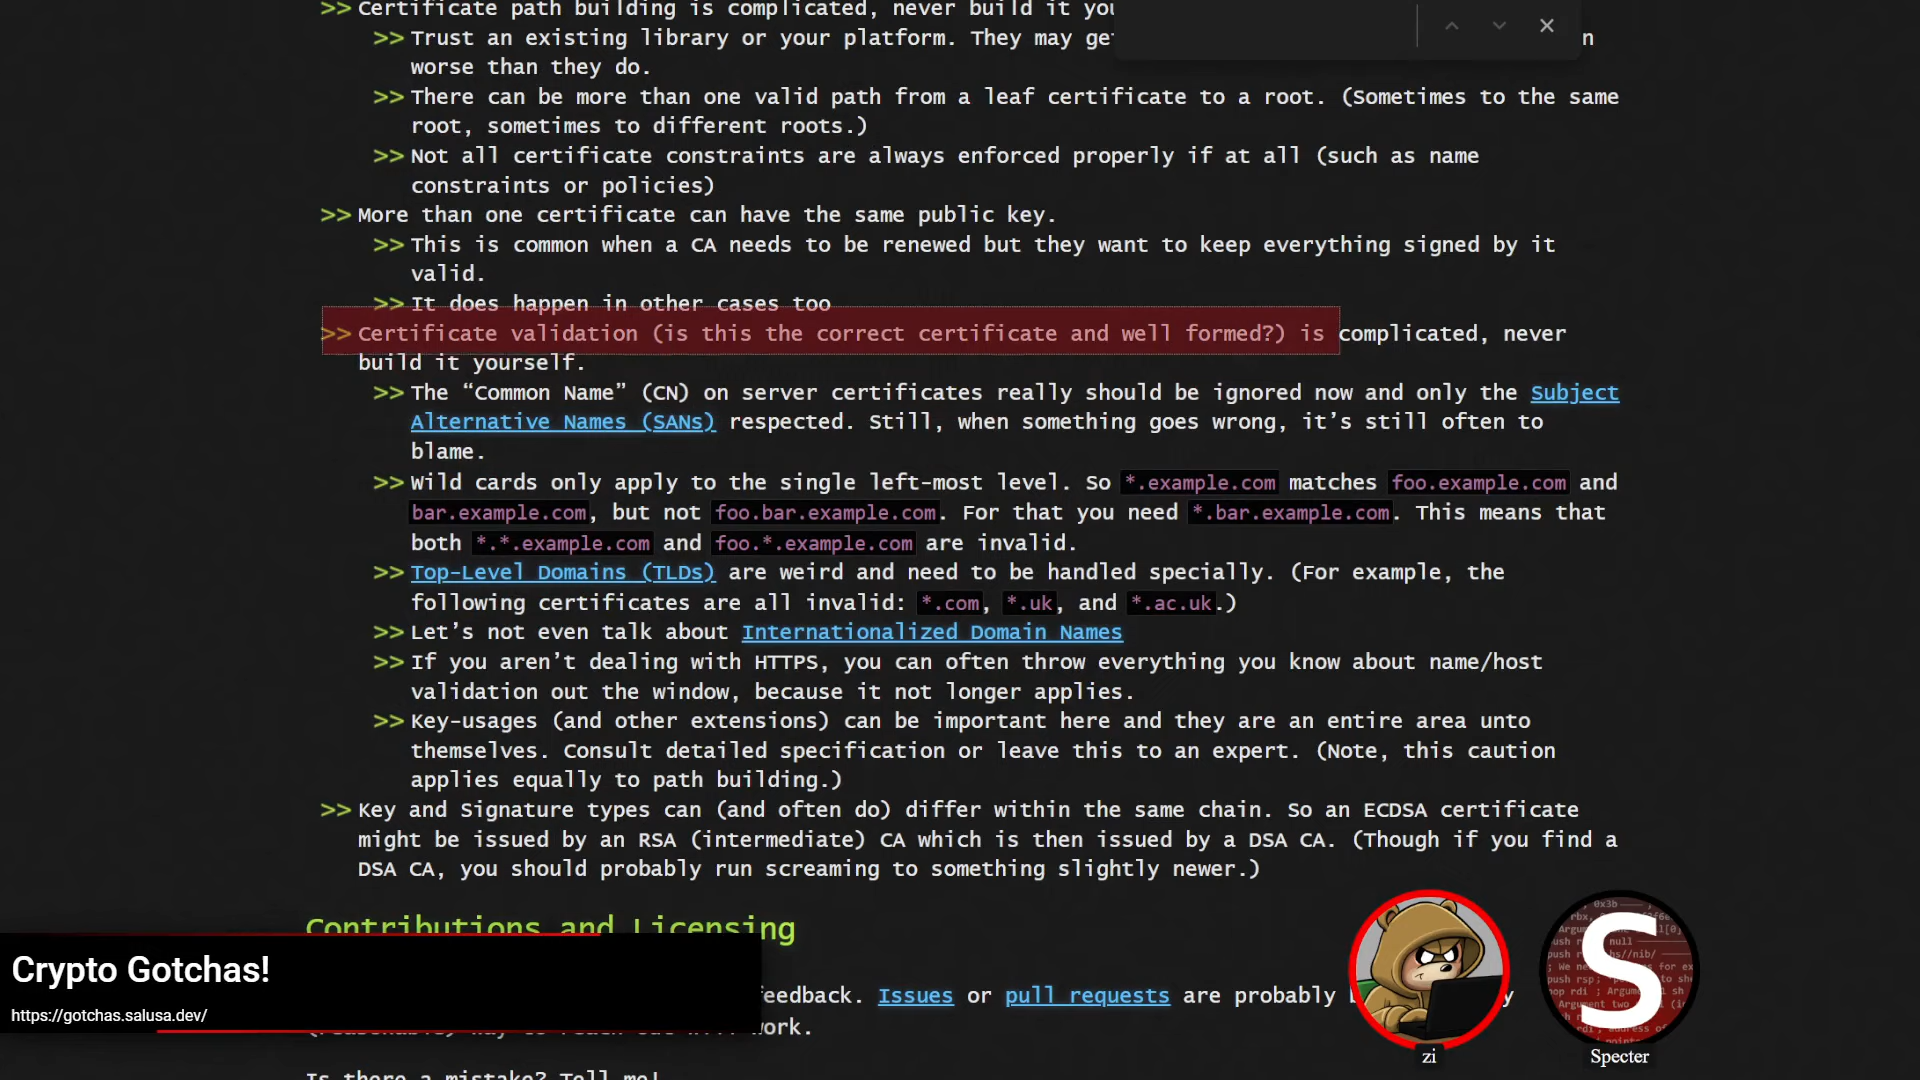 >> Certificate path building is complicated, never build it you
>> Trust an existing library or your platform. They may ge
n
worse than they do.
>> There can be more than one valid path from a leaf certificate to a root. (Sometimes to the same
root, sometimes to different roots.)
>> Not all certificate constraints are always enforced properly if at all (such as name
constraints or policies)
>> More than one certificate can have the same public key.
>> This is common when a CA needs to be renewed but they want to keep everything signed by it
valid.
>> It does happen in other cases too
>> Certificate validation (is this the correct certificate and well formed?) is complicated, never
build it yourself.
>> The “Common Name” (CN) on server certificates really should be ignored now and only the Subject
Alternative Names (SANs) respected. Still, when something goes wrong, it’s still often to
blame.
>> Wild cards only apply to the single left-most level. So *.example.com matches foo.example.com and
bar.example.com, but not foo.bar.example.com. For that you need *.bar.example.com. This means that
both *.*.example.com and foo.*.example.com are invalid.
>> Top-Level Domains (TLDs) are weird and need to be handled specially. (For example, the
following certificates are all invalid: *.com, *.uk, and *.ac.uk.)
>> Let’s not even talk about Internationalized Domain Names
>> If you aren’t dealing with HTTPS, you can often throw everything you know about name/host
validation out the window, because it not longer applies.
>> Key-usages (and other extensions) can be important here and they are an entire area unto
themselves. Consult detailed specification or leave this to an expert. (Note, this caution
applies equally to path building.)
>> Key and Signature types can (and often do) differ within the same chain. So an ECDSA certificate
might be issued by an RSA (intermediate) CA which is then issued by a DSA CA. (Though if you find a
DSA CA, you should probably run screaming to something slightly newer.)
Contributions and Licensing
Crypto Gotchas!
feedback. Issues or pull requests are probably
https://gotchas.salusa.dev/
work.
Is there a mistake? Tell me!
S
zi
Specter